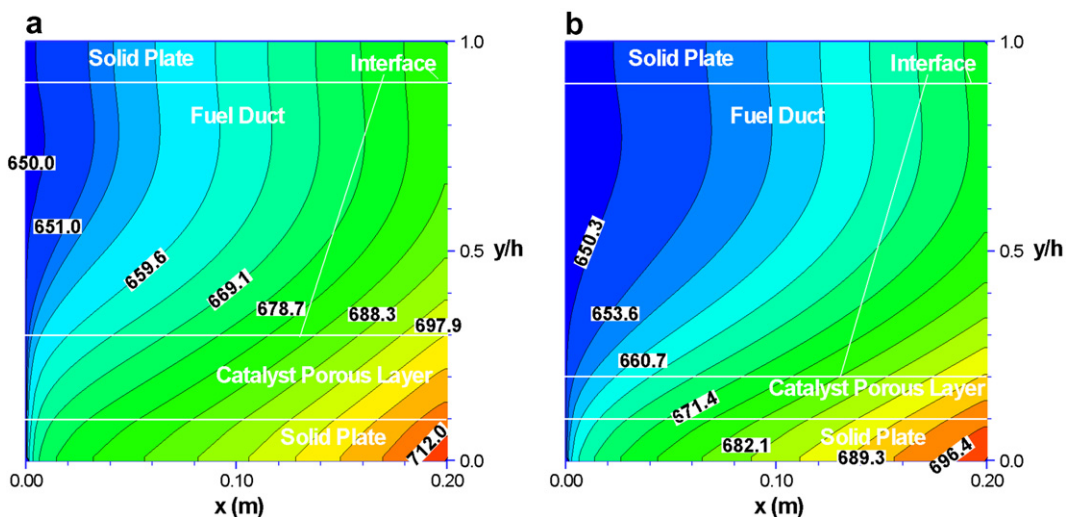 a
Solid Plate
Interface
Fuel Duct
650.0
651.0
659.6
669.1
678.7
688.3
697.9
Catalyst Porous Layer
Solid Plate
712.0
1.0
0.5
y/h
0.0
0.00
0.10
0.20
x (m)
b
Solid Plate
Interface
Fuel Duct
650.3
653.6
660.7
Catalyst Porous Layer
671.4
682.1
Solid Plate
689.3
696.4
1.0
0.5
y/h
0.0
0.00
0.10
0.20
x (m)